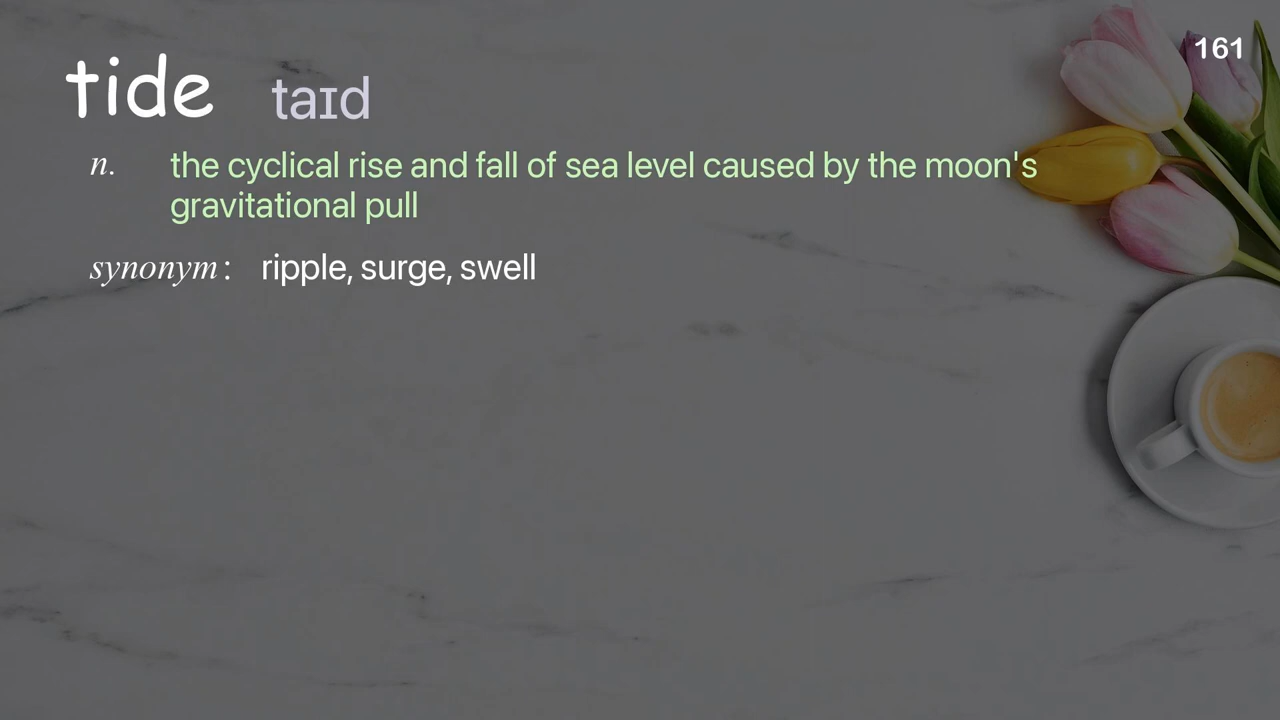 161
tide taɪd
n. the cyclical rise and fall of sea level caused by the moon's
gravitational pull
synonym: ripple, surge, swell